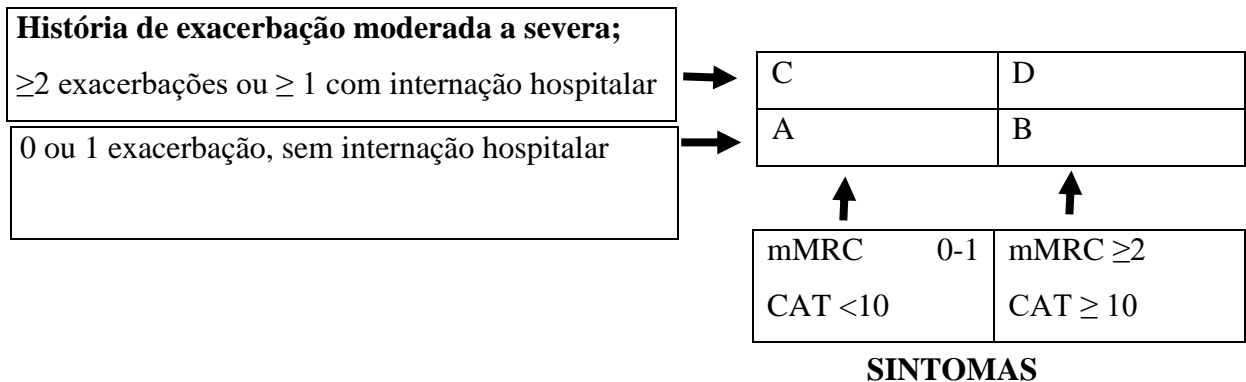 História de exacerbação moderada a severa;
≥2 exacerbações ou ≥ 1 com internação hospitalar
0 ou 1 exacerbação, sem internação hospitalar
C D
A B
mMRC 0-1 mMRC ≥2
CAT <10 CAT ≥ 10
SINTOMAS